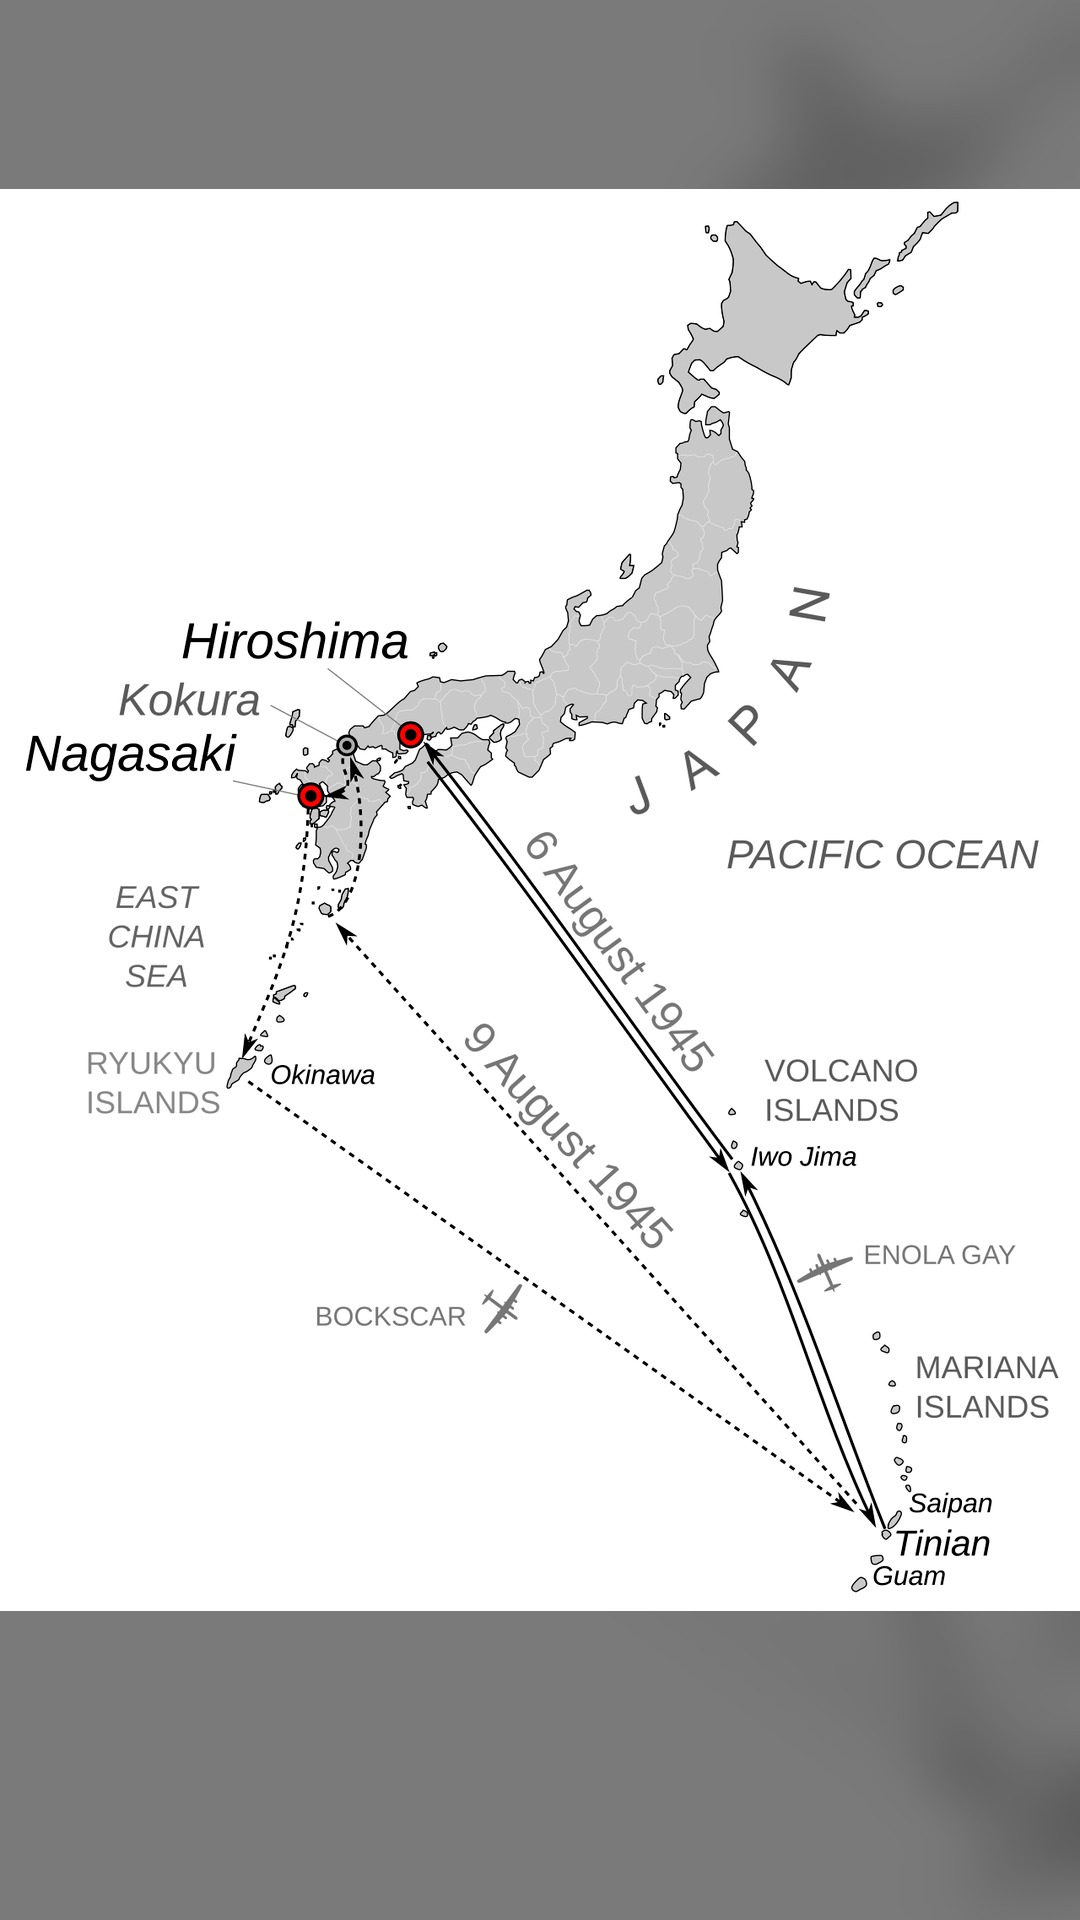 Hiroshima
Kokura
Nagasaki
JAPAN
PACIFIC OCEAN
6 August 1945
EAST
CHINA
SEA
9 August 1945
RYUKYU
ISLANDS
Okinawa
VOLCANO
ISLANDS
Iwo Jima
ENOLA GAY
BOCKSCAR
MARIANA
ISLANDS
Saipan
Tinian
Guam